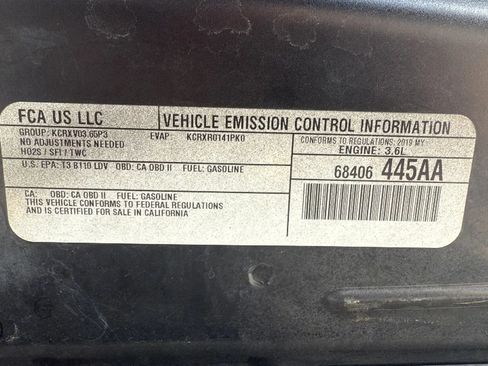 FCA US LLC
VEHICLE EMISSION CONTROL INFORMATION
GROUP: KCRXV03.65P3 EVAP: KCRXR0141PK0
NO ADJUSTMENTS NEEDED
HO2S / SFI / TWC
CONFORMS TO REGULATIONS: 2019 MY
ENGINE: 3.6L
U.S. EPA: T3 B110 LDV OBD: CA OBD II FUEL: GASOLINE
68406 445AA
CA: OBD: CA OBD II FUEL: GASOLINE
THIS VEHICLE CONFORMS TO FEDERAL REGULATIONS
AND IS CERTIFIED FOR SALE IN CALIFORNIA